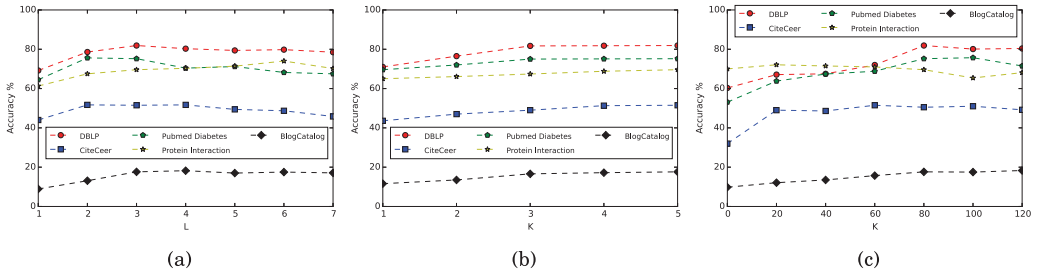 100
80
60
40
20
0
Accuracy %
DBLP
CiteCeer
Pubmed Diabetes
Protein Interaction
BlogCatalog
1 2 3 4 5 6 7
L
(a)
100
80
60
40
20
0
Accuracy %
DBLP
CiteCeer
Pubmed Diabetes
Protein Interaction
BlogCatalog
1 2 3 4 5
K
(b)
100
80
60
40
20
0
Accuracy %
DBLP
CiteCeer
Pubmed Diabetes
Protein Interaction
BlogCatalog
0 20 40 60 80 100 120
K
(c)